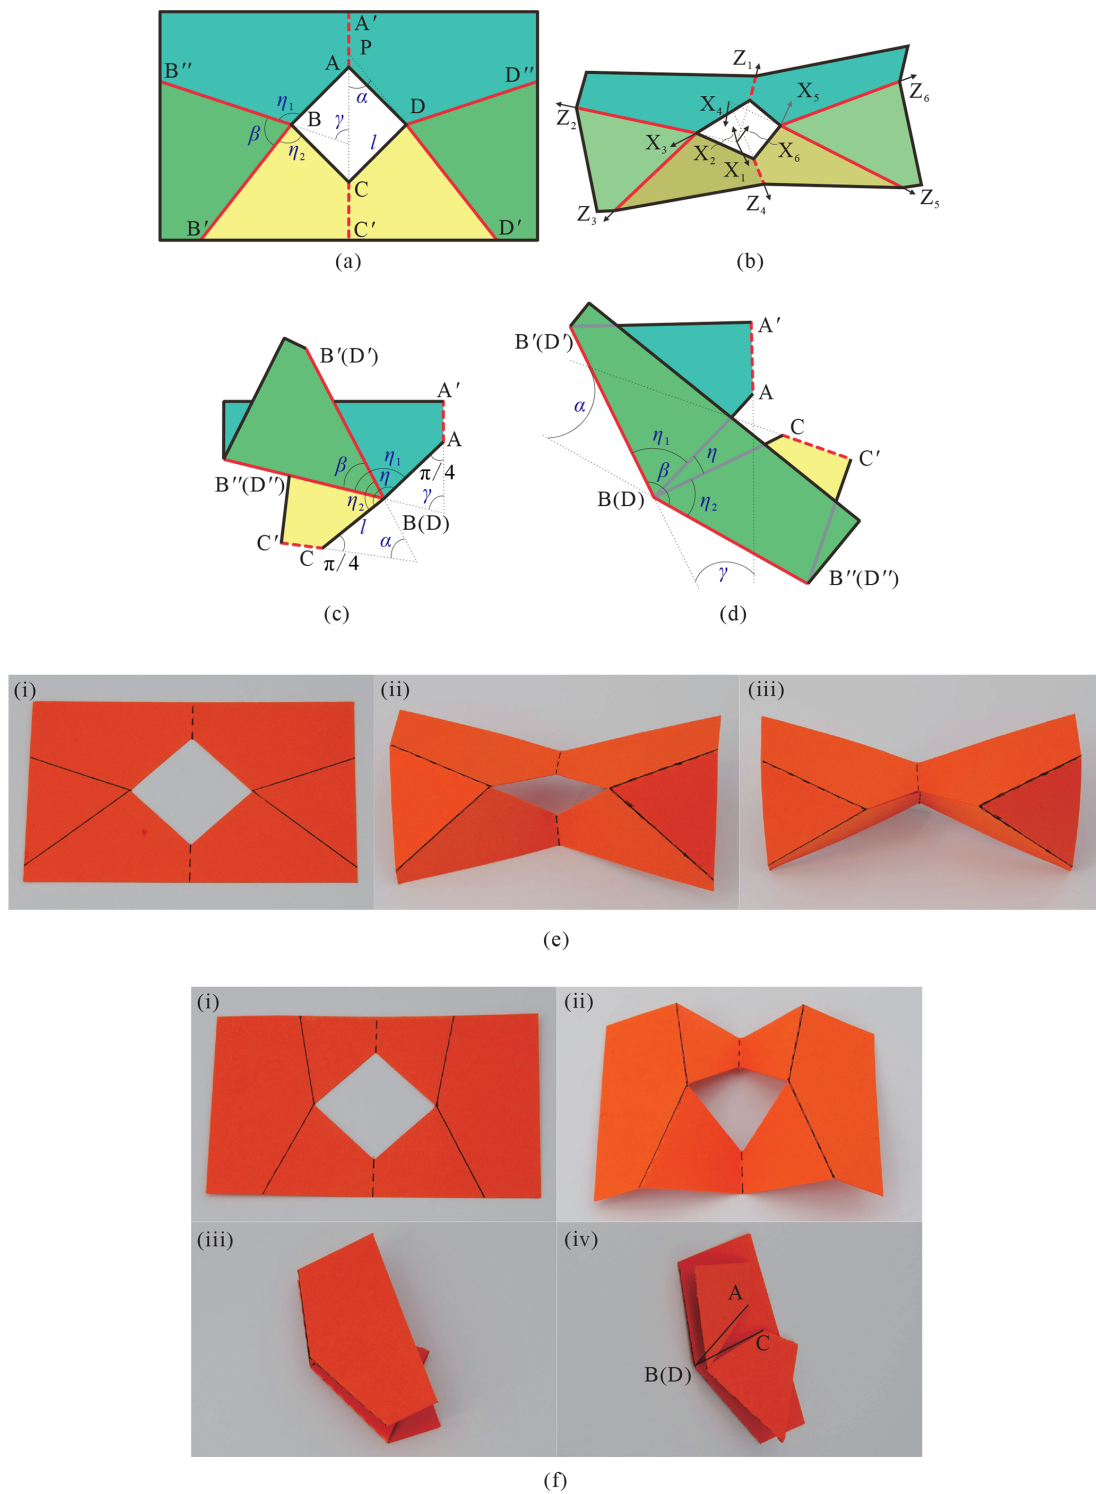 A′
P
A
B″
D″
η₁
α
B
D
β
γ
η₂
l
C
B′
C′
D′
(a)
Z₁
X₅
Z₆
X₄
Z₂
X₃
X₂
X₆
X₁
Z₃
Z₄
Z₅
(b)
B′(D′)
A′
A
β
η₁
η
π/4
B″(D″)
η₂
γ
B(D)
l
α
C′
C
π/4
(c)
B′(D′)
A′
A
α
C
η₁
η
C′
β
B(D)
η₂
γ
B″(D″)
(d)
(i)
(ii)
(iii)
(e)
(i)
(ii)
(iii)
(iv)
A
C
B(D)
(f)